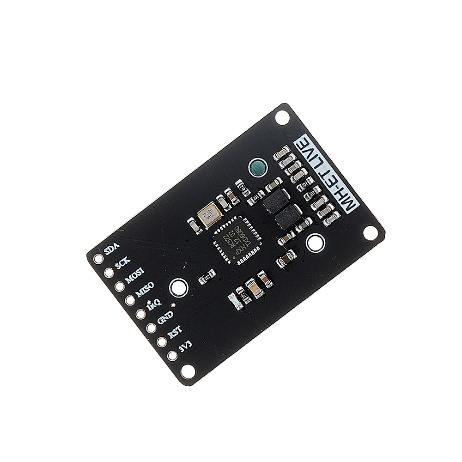 MH-ET LIVE
SDA
SCK
MOSI
MISO
IRQ
GND
RST
3V3